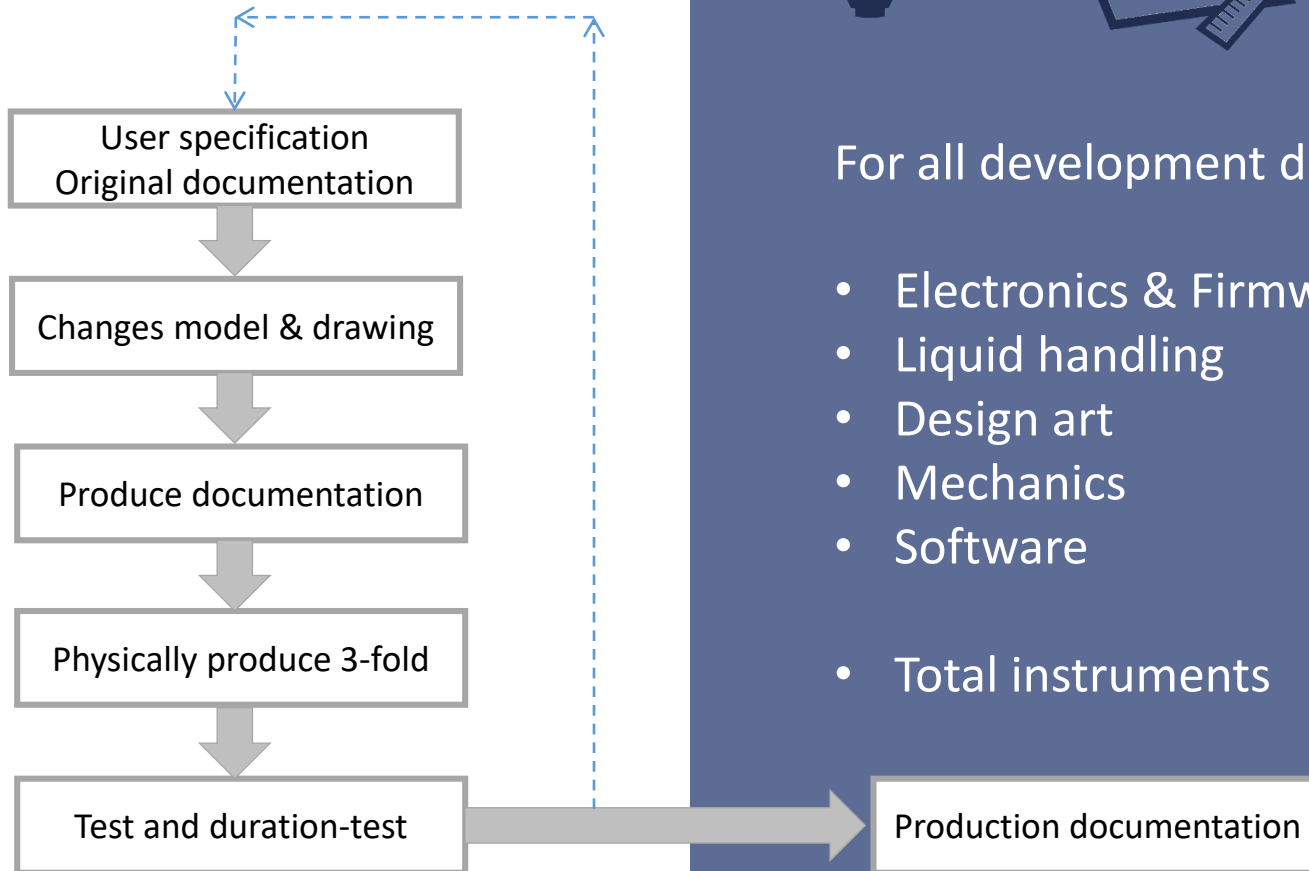 User specification
Original documentation
Changes model & drawing
Produce documentation
Physically produce 3-fold
Test and duration-test
For all development d
• Electronics & Firmw
• Liquid handling
• Design art
• Mechanics
• Software
• Total instruments
Production documentation